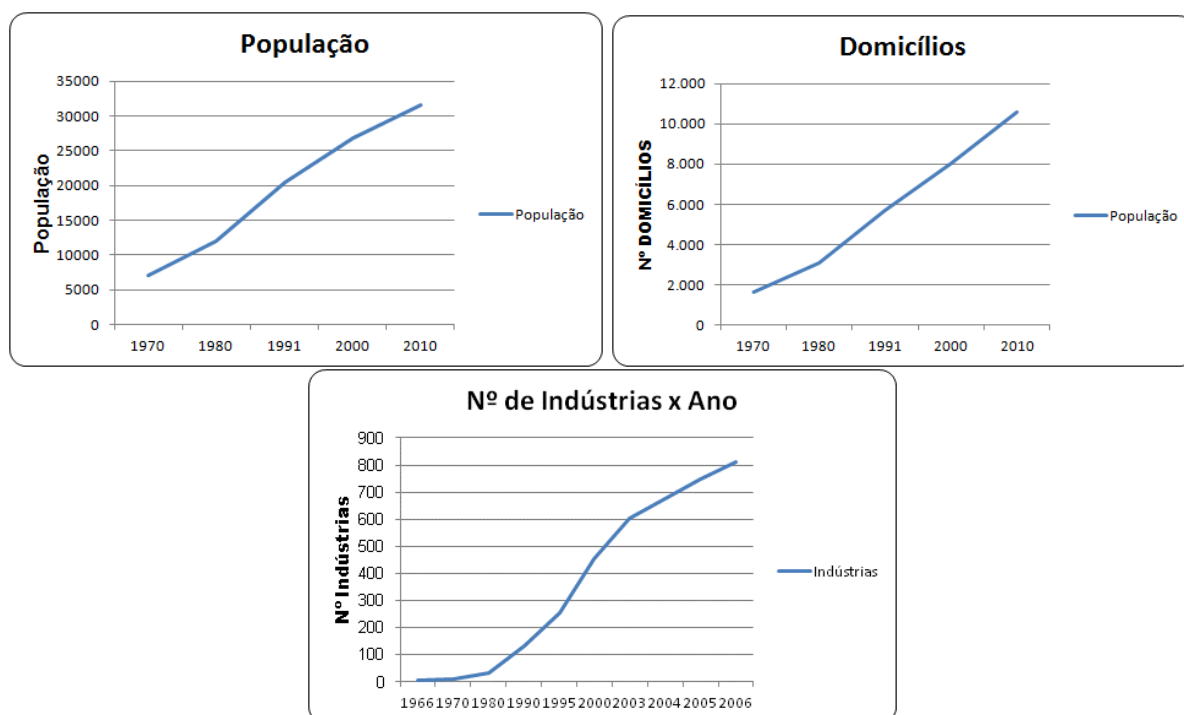 População
35000
30000
25000
20000
15000
10000
5000
0
População
1970 1980 1991 2000 2010
População
Domicílios
12.000
10.000
8.000
6.000
4.000
2.000
0
Nº DOMICÍLIOS
1970 1980 1991 2000 2010
População
Nº de Indústrias x Ano
900
800
700
600
500
400
300
200
100
0
Nº Indústrias
1966 1970 1980 1990 1995 2000 2003 2004 2005 2006
Indústrias